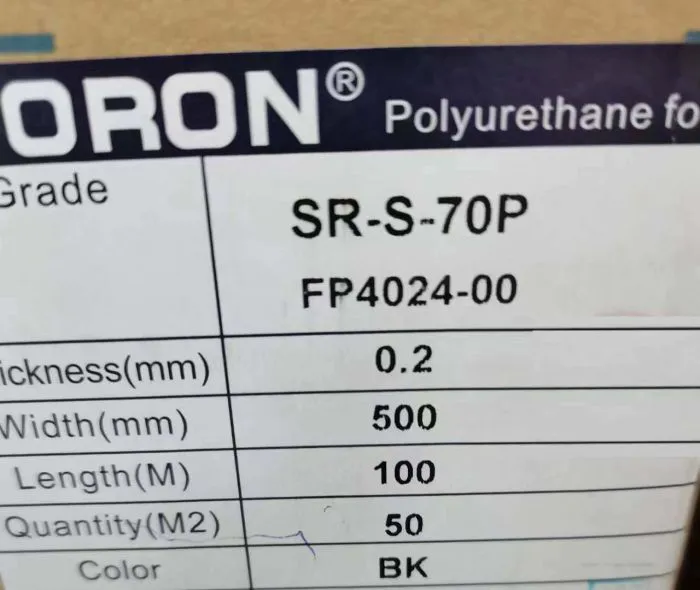 ORON® Polyurethane fo
Grade SR-S-70P
FP4024-00
ickness(mm) 0.2
Width(mm) 500
Length(M) 100
Quantity(M2) 50
Color BK